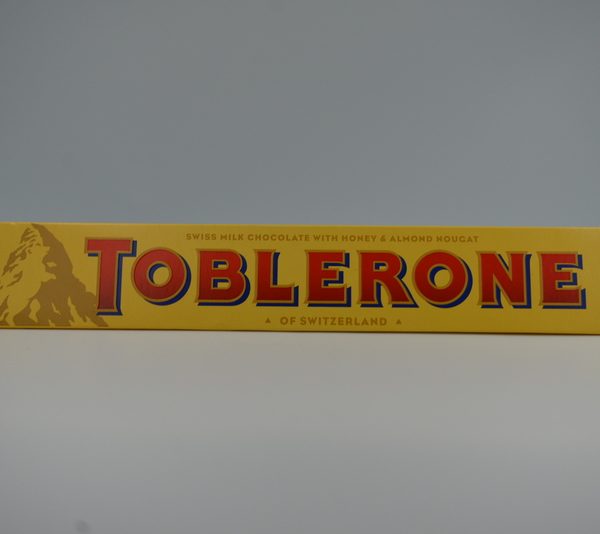 SWISS MILK CHOCOLATE WITH HONEY & ALMOND NOUGAT
TOBLERONE
OF SWITZERLAND